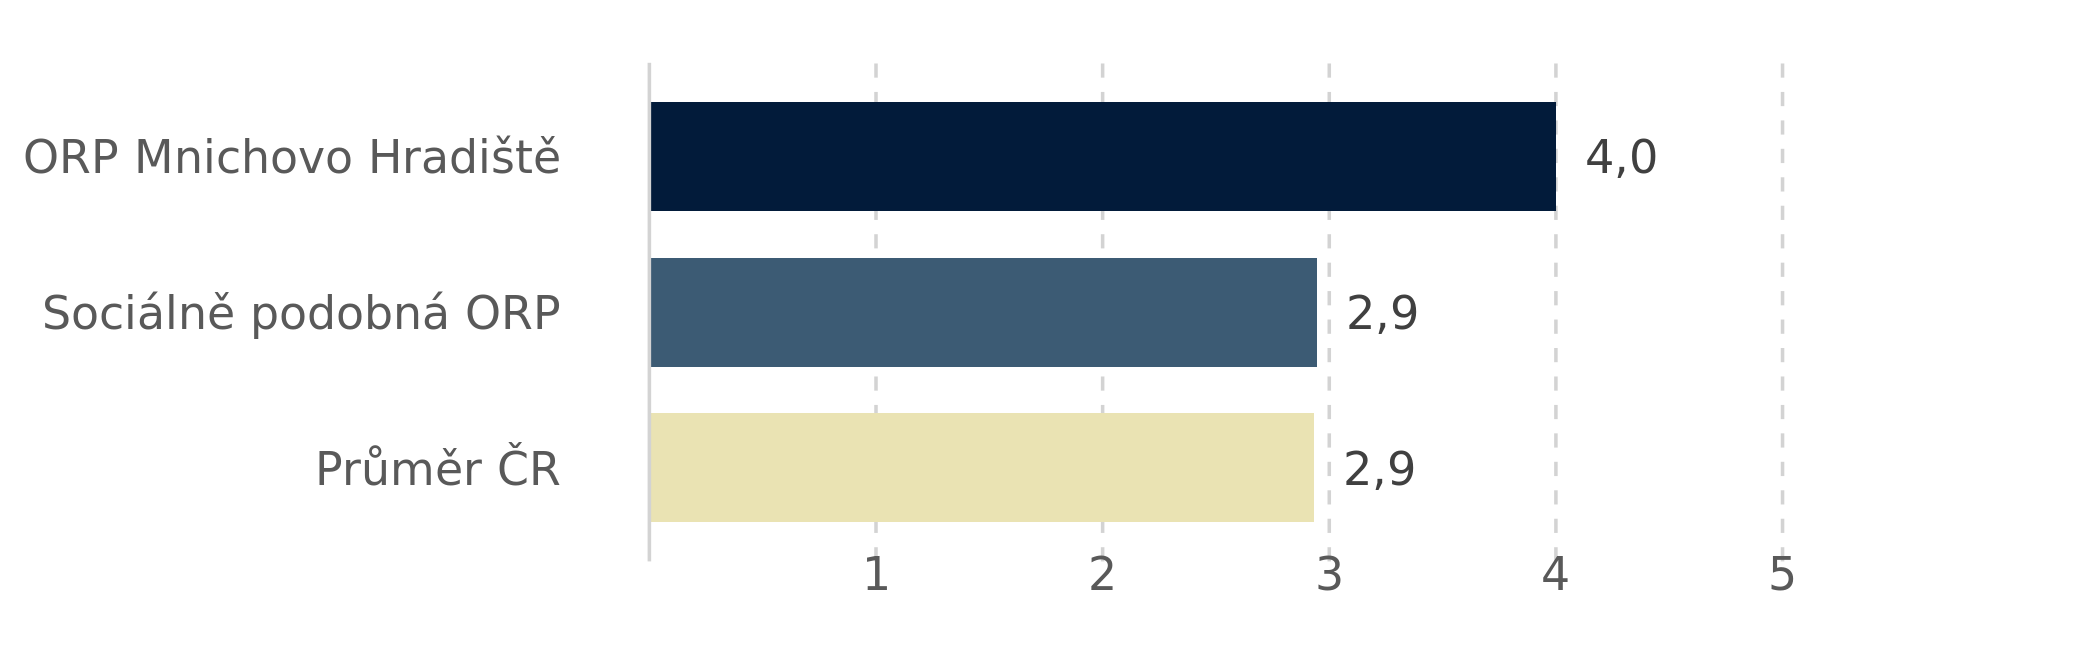 ORP Mnichovo Hradiště
4,0
Sociálně podobná ORP
2,9
Průměr ČR
2,9
1 2 3 4 5